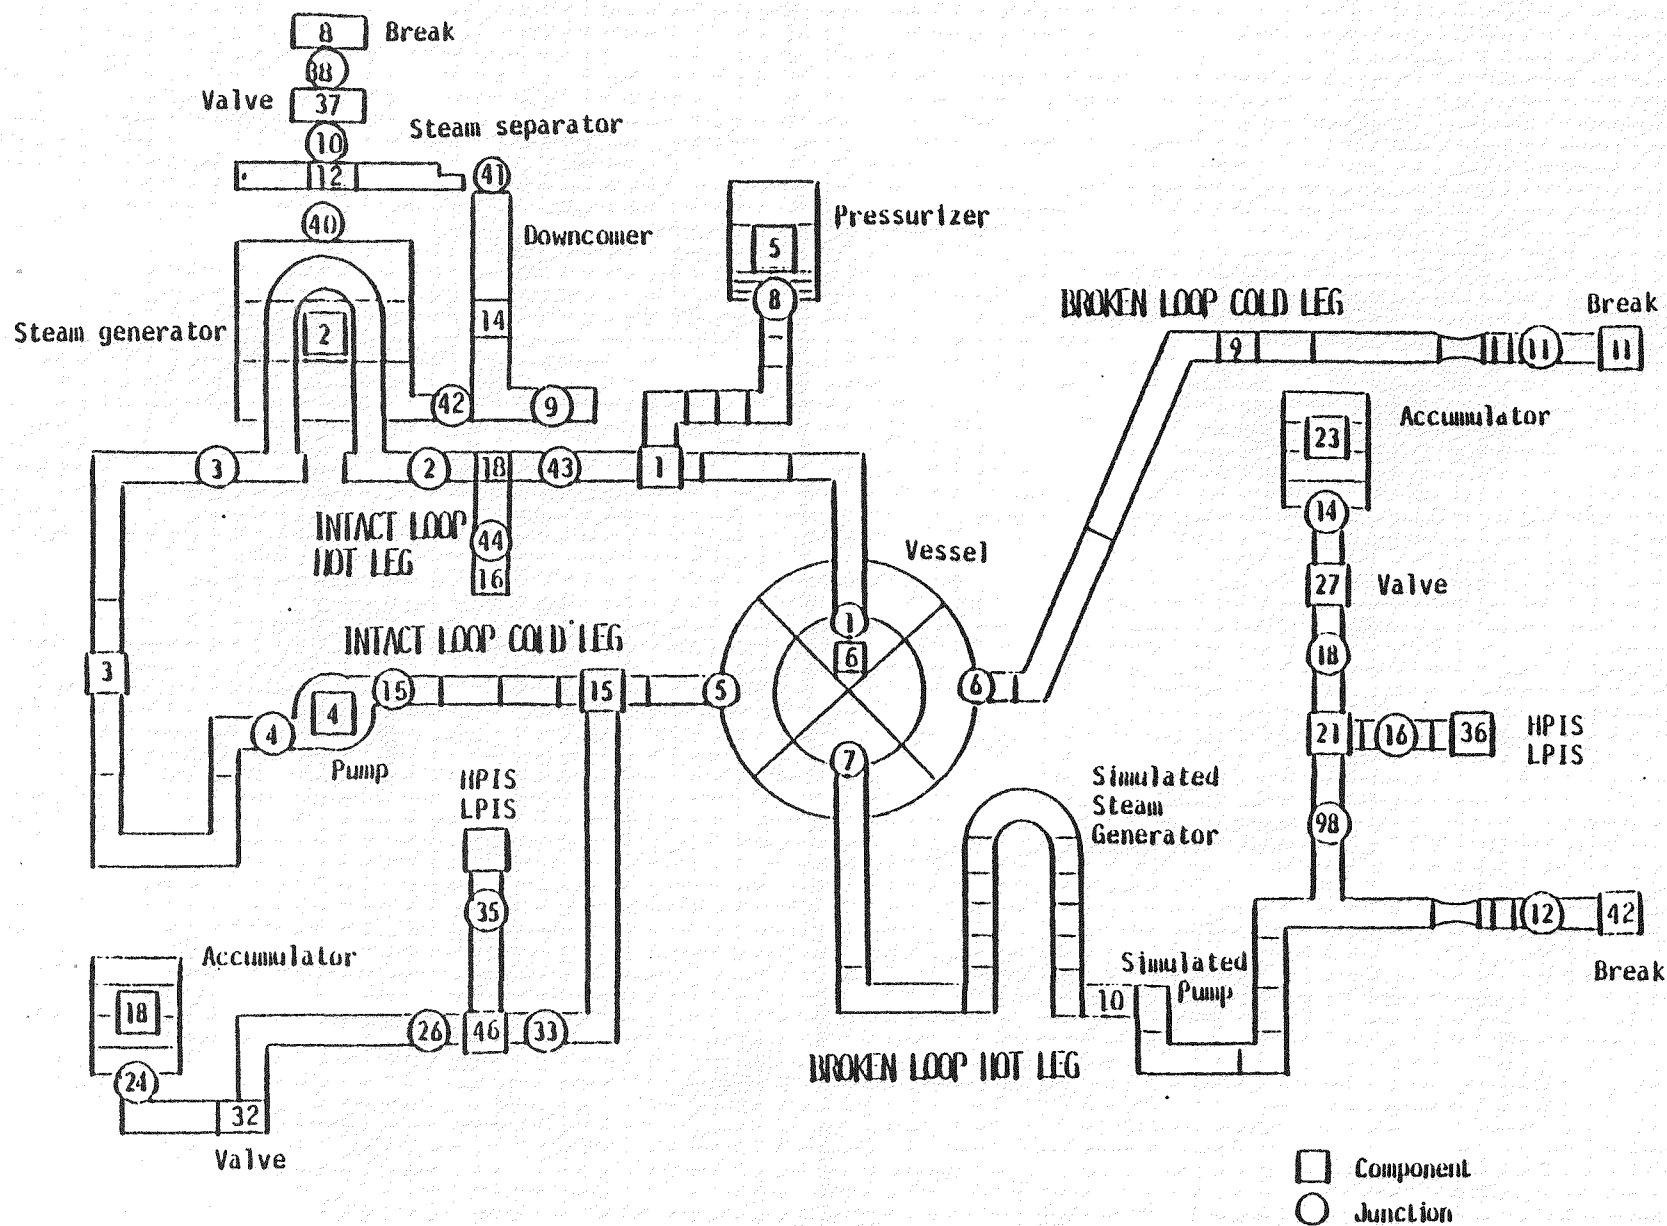 8 Break
38
Valve 37
10
Steam separator
12
41
40
Downcomer
Pressurizer
5
8
Steam generator
2
14
42
9
3
2
18
43
1
INTACT LOOP
HOT LEG
44
16
BROKEN LOOP COLD LEG
Break
9
11
11
Accumulator
23
14
27
Valve
18
21
16
36
HPIS
LPIS
98
Vessel
1
6
5
6
7
INTACT LOOP COLD LEG
3
4
4
15
15
Pump
HPIS
LPIS
35
Simulated
Steam
Generator
12
42
Break
Accumulator
18
24
26
46
33
32
Valve
Simulated
Pump
10
BROKEN LOOP HOT LEG
Component
Junction